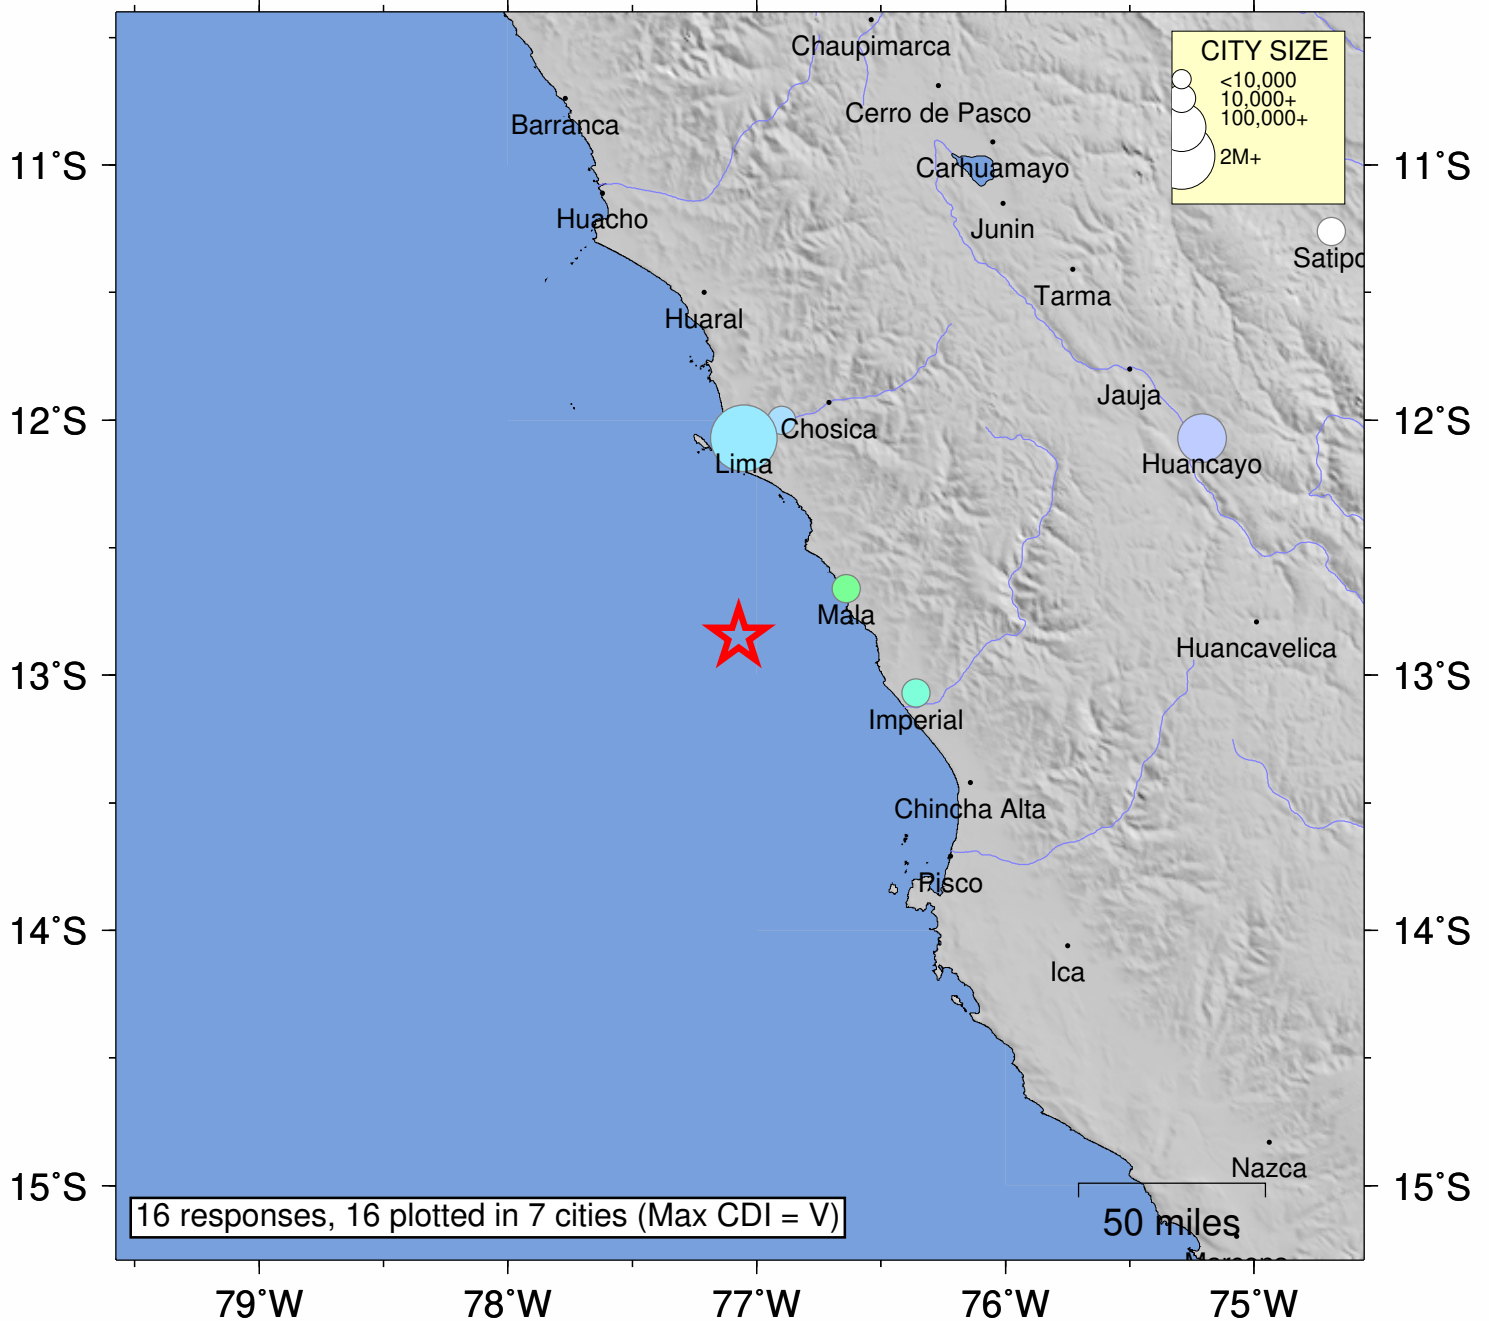 Chaupimarca
CITY SIZE
<10,000
10,000+
100,000+
2M+
Cerro de Pasco
Barranca
11°S
Carhuamayo
11°S
Huacho
Junin
Satipo
Tarma
Huaral
Jauja
12°S
Chosica
12°S
Lima
Huancayo
Mala
Huancavelica
13°S
13°S
Imperial
Chincha Alta
Pisco
14°S
14°S
Ica
Nazca
15°S
15°S
16 responses, 16 plotted in 7 cities (Max CDI = V)
50 miles
79°W
78°W
77°W
76°W
75°W